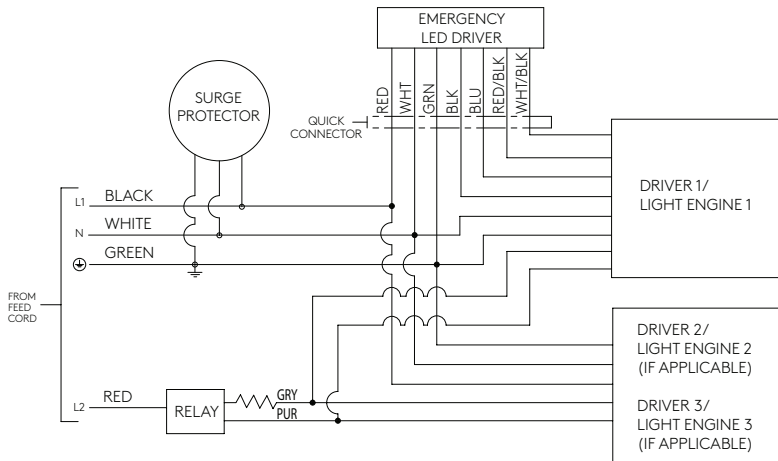 EMERGENCY
LED DRIVER
RED
WHT
GRN
BLK
BLU
RED/BLK
WHT/BLK
SURGE
PROTECTOR
QUICK
CONNECTOR
DRIVER 1/
LIGHT ENGINE 1
L1 BLACK
N WHITE
GREEN
FROM
FEED
CORD
DRIVER 2/
LIGHT ENGINE 2
(IF APPLICABLE)
L2 RED
RELAY
GRY
PUR
DRIVER 3/
LIGHT ENGINE 3
(IF APPLICABLE)